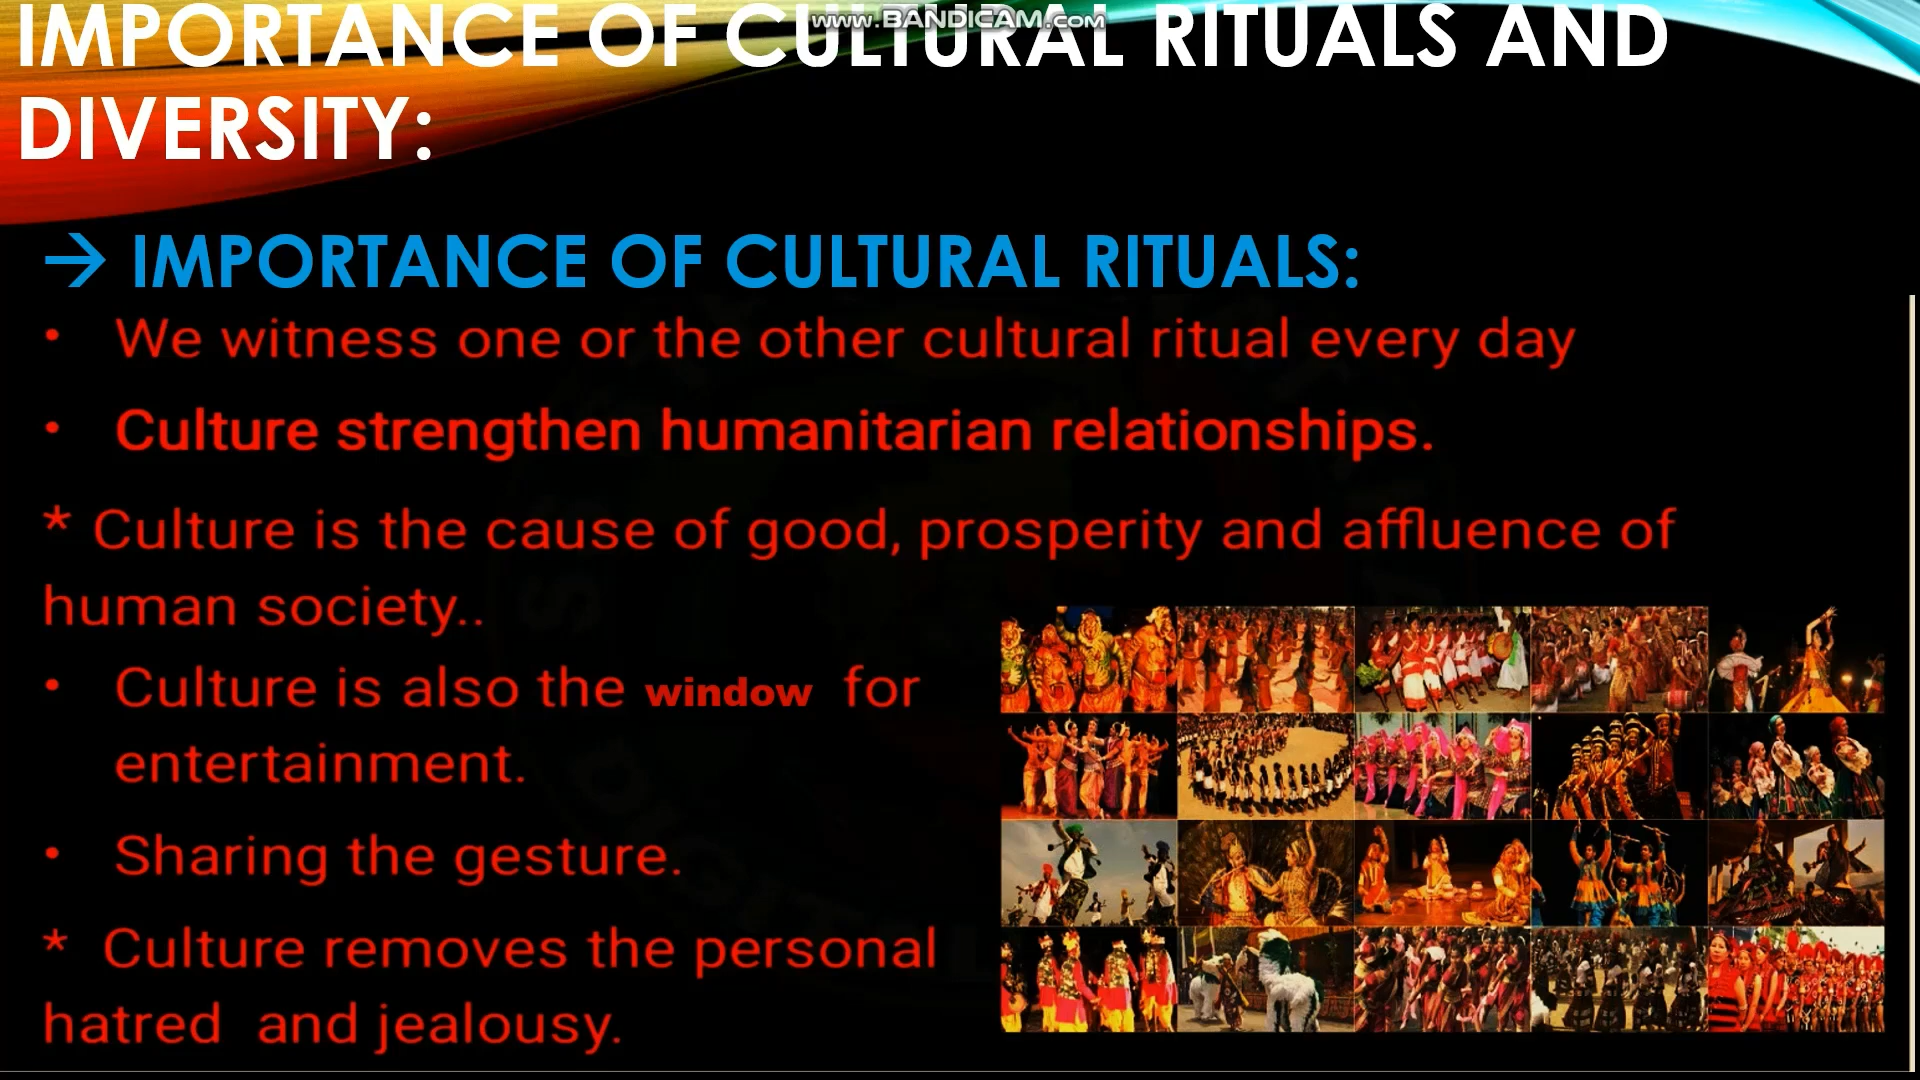 www.BANDICAM.com
IMPORTANCE OF CULTURAL RITUALS AND
DIVERSITY:
→ IMPORTANCE OF CULTURAL RITUALS:
• We witness one or the other cultural ritual every day
• Culture strengthen humanitarian relationships.
* Culture is the cause of good, prosperity and affluence of
human society..
• Culture is also the window for
entertainment.
• Sharing the gesture.
* Culture removes the personal
hatred and jealousy.